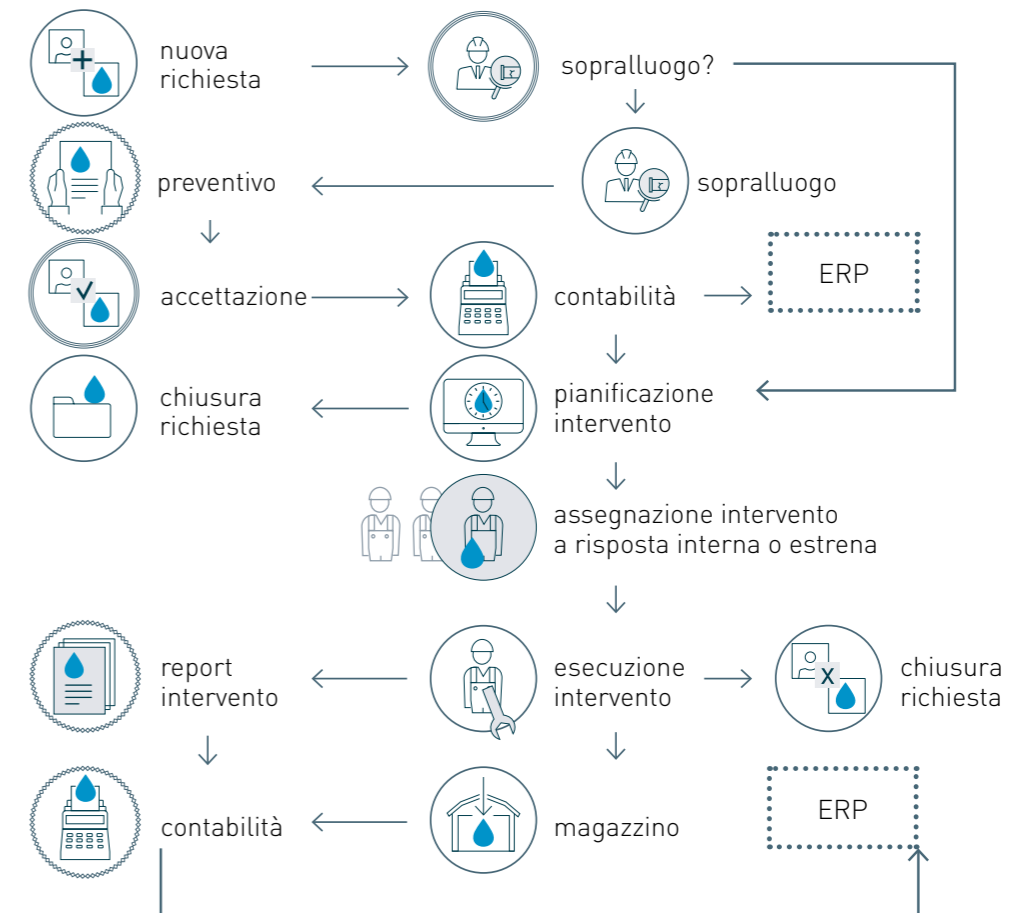 nuova
richiesta
sopralluogo?
preventivo
sopralluogo
accettazione
contabilità
ERP
chiusura
richiesta
pianificazione
intervento
assegnazione intervento
a risposta interna o estrena
report
intervento
esecuzione
intervento
X
chiusura
richiesta
contabilità
magazzino
ERP